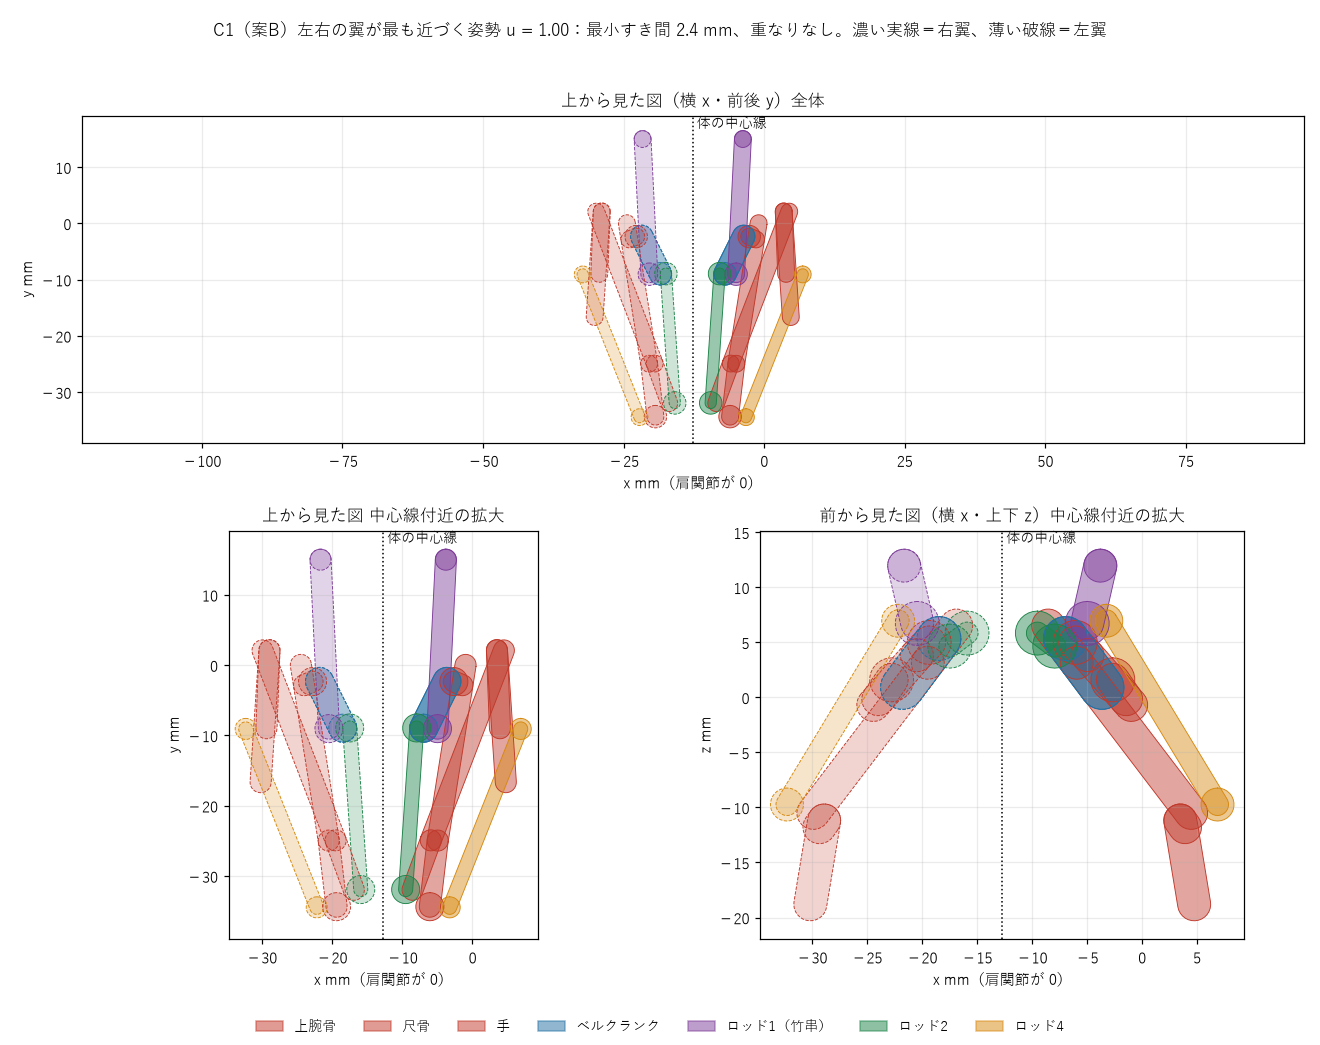 C1（案B）左右の翼が最も近づく姿勢 u = 1.00：最小すき間 2.4 mm、重なりなし。濃い実線＝右翼、薄い破線＝左翼
上から見た図（横 x・前後 y）全体
体の中心線
10
0
−10
−20
−30
y mm
−100
−75
−50
−25
0
25
50
75
x mm（肩関節が 0）
上から見た図 中心線付近の拡大
体の中心線
10
0
−10
−20
−30
y mm
−30
−20
−10
0
x mm（肩関節が 0）
前から見た図（横 x・上下 z）中心線付近の拡大
体の中心線
15
10
5
0
−5
−10
−15
−20
z mm
−30
−25
−20
−15
−10
−5
0
5
x mm（肩関節が 0）
上腕骨
尺骨
手
ベルクランク
ロッド1（竹串）
ロッド2
ロッド4